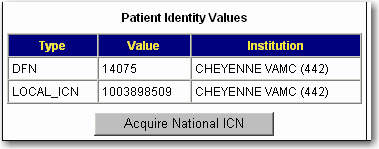 Patient Identity Values
Type Value Institution
DFN 14075 CHEYENNE VAMC (442)
LOCAL_ICN 1003898509 CHEYENNE VAMC (442)
Acquire National ICN